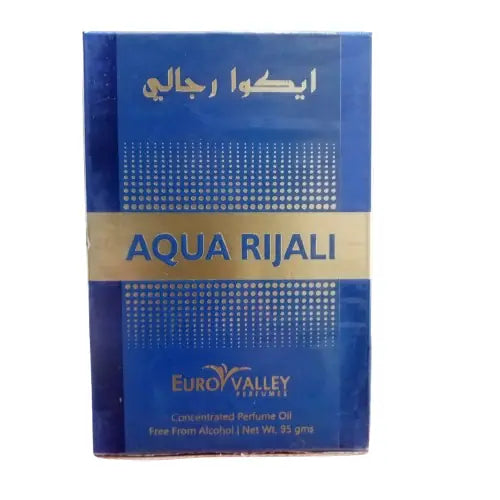 ايكوا رجالي
AQUA RIJALI
EURO VALLEY
PERFUMES
Concentrated Perfume Oil
Free From Alcohol | Net Wt. 95 gms